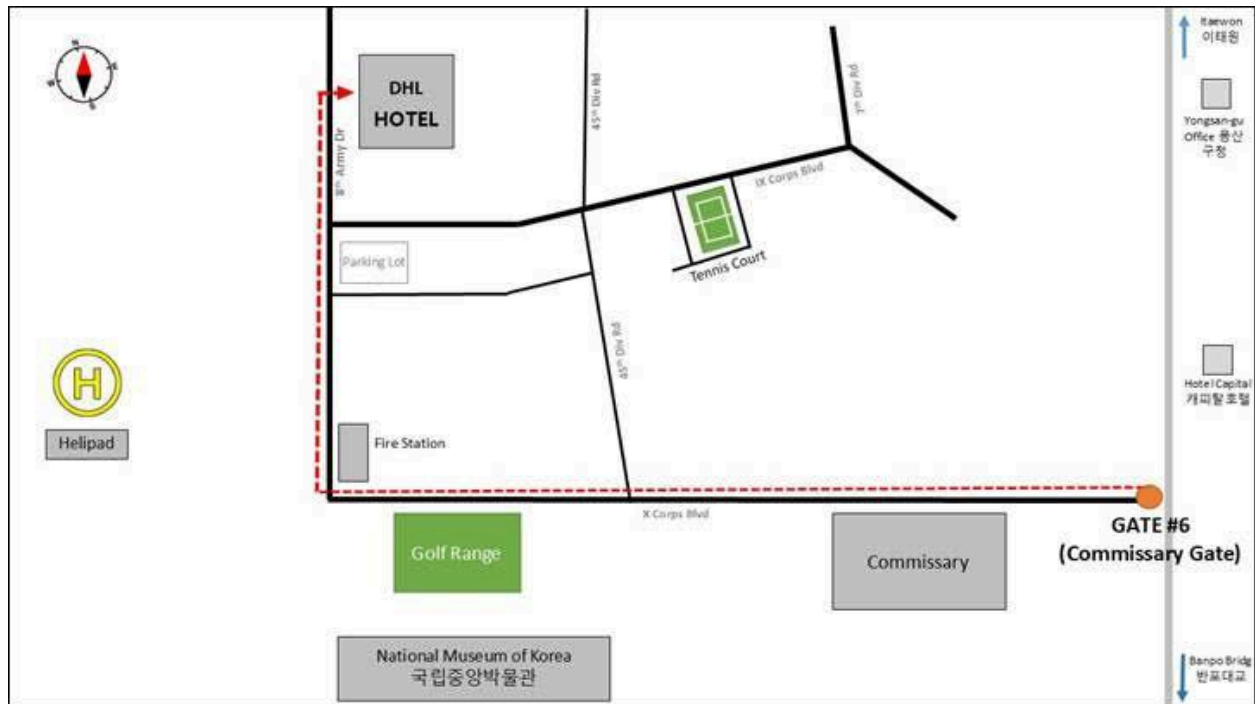 Itaewon
이태원
DHL
HOTEL
8th Army Dr
45th Div Rd
7th Div Rd
Yongsan-gu
Office 용산
구청
IX Corps Blvd
Parking Lot
Tennis Court
45th Div Rd
Hotel Capital
캐피탈호텔
Helipad
H
Fire Station
X Corps Blvd
GATE #6
(Commissary Gate)
Golf Range
Commissary
National Museum of Korea
국립중앙박물관
Banpo Bridg
반포대교